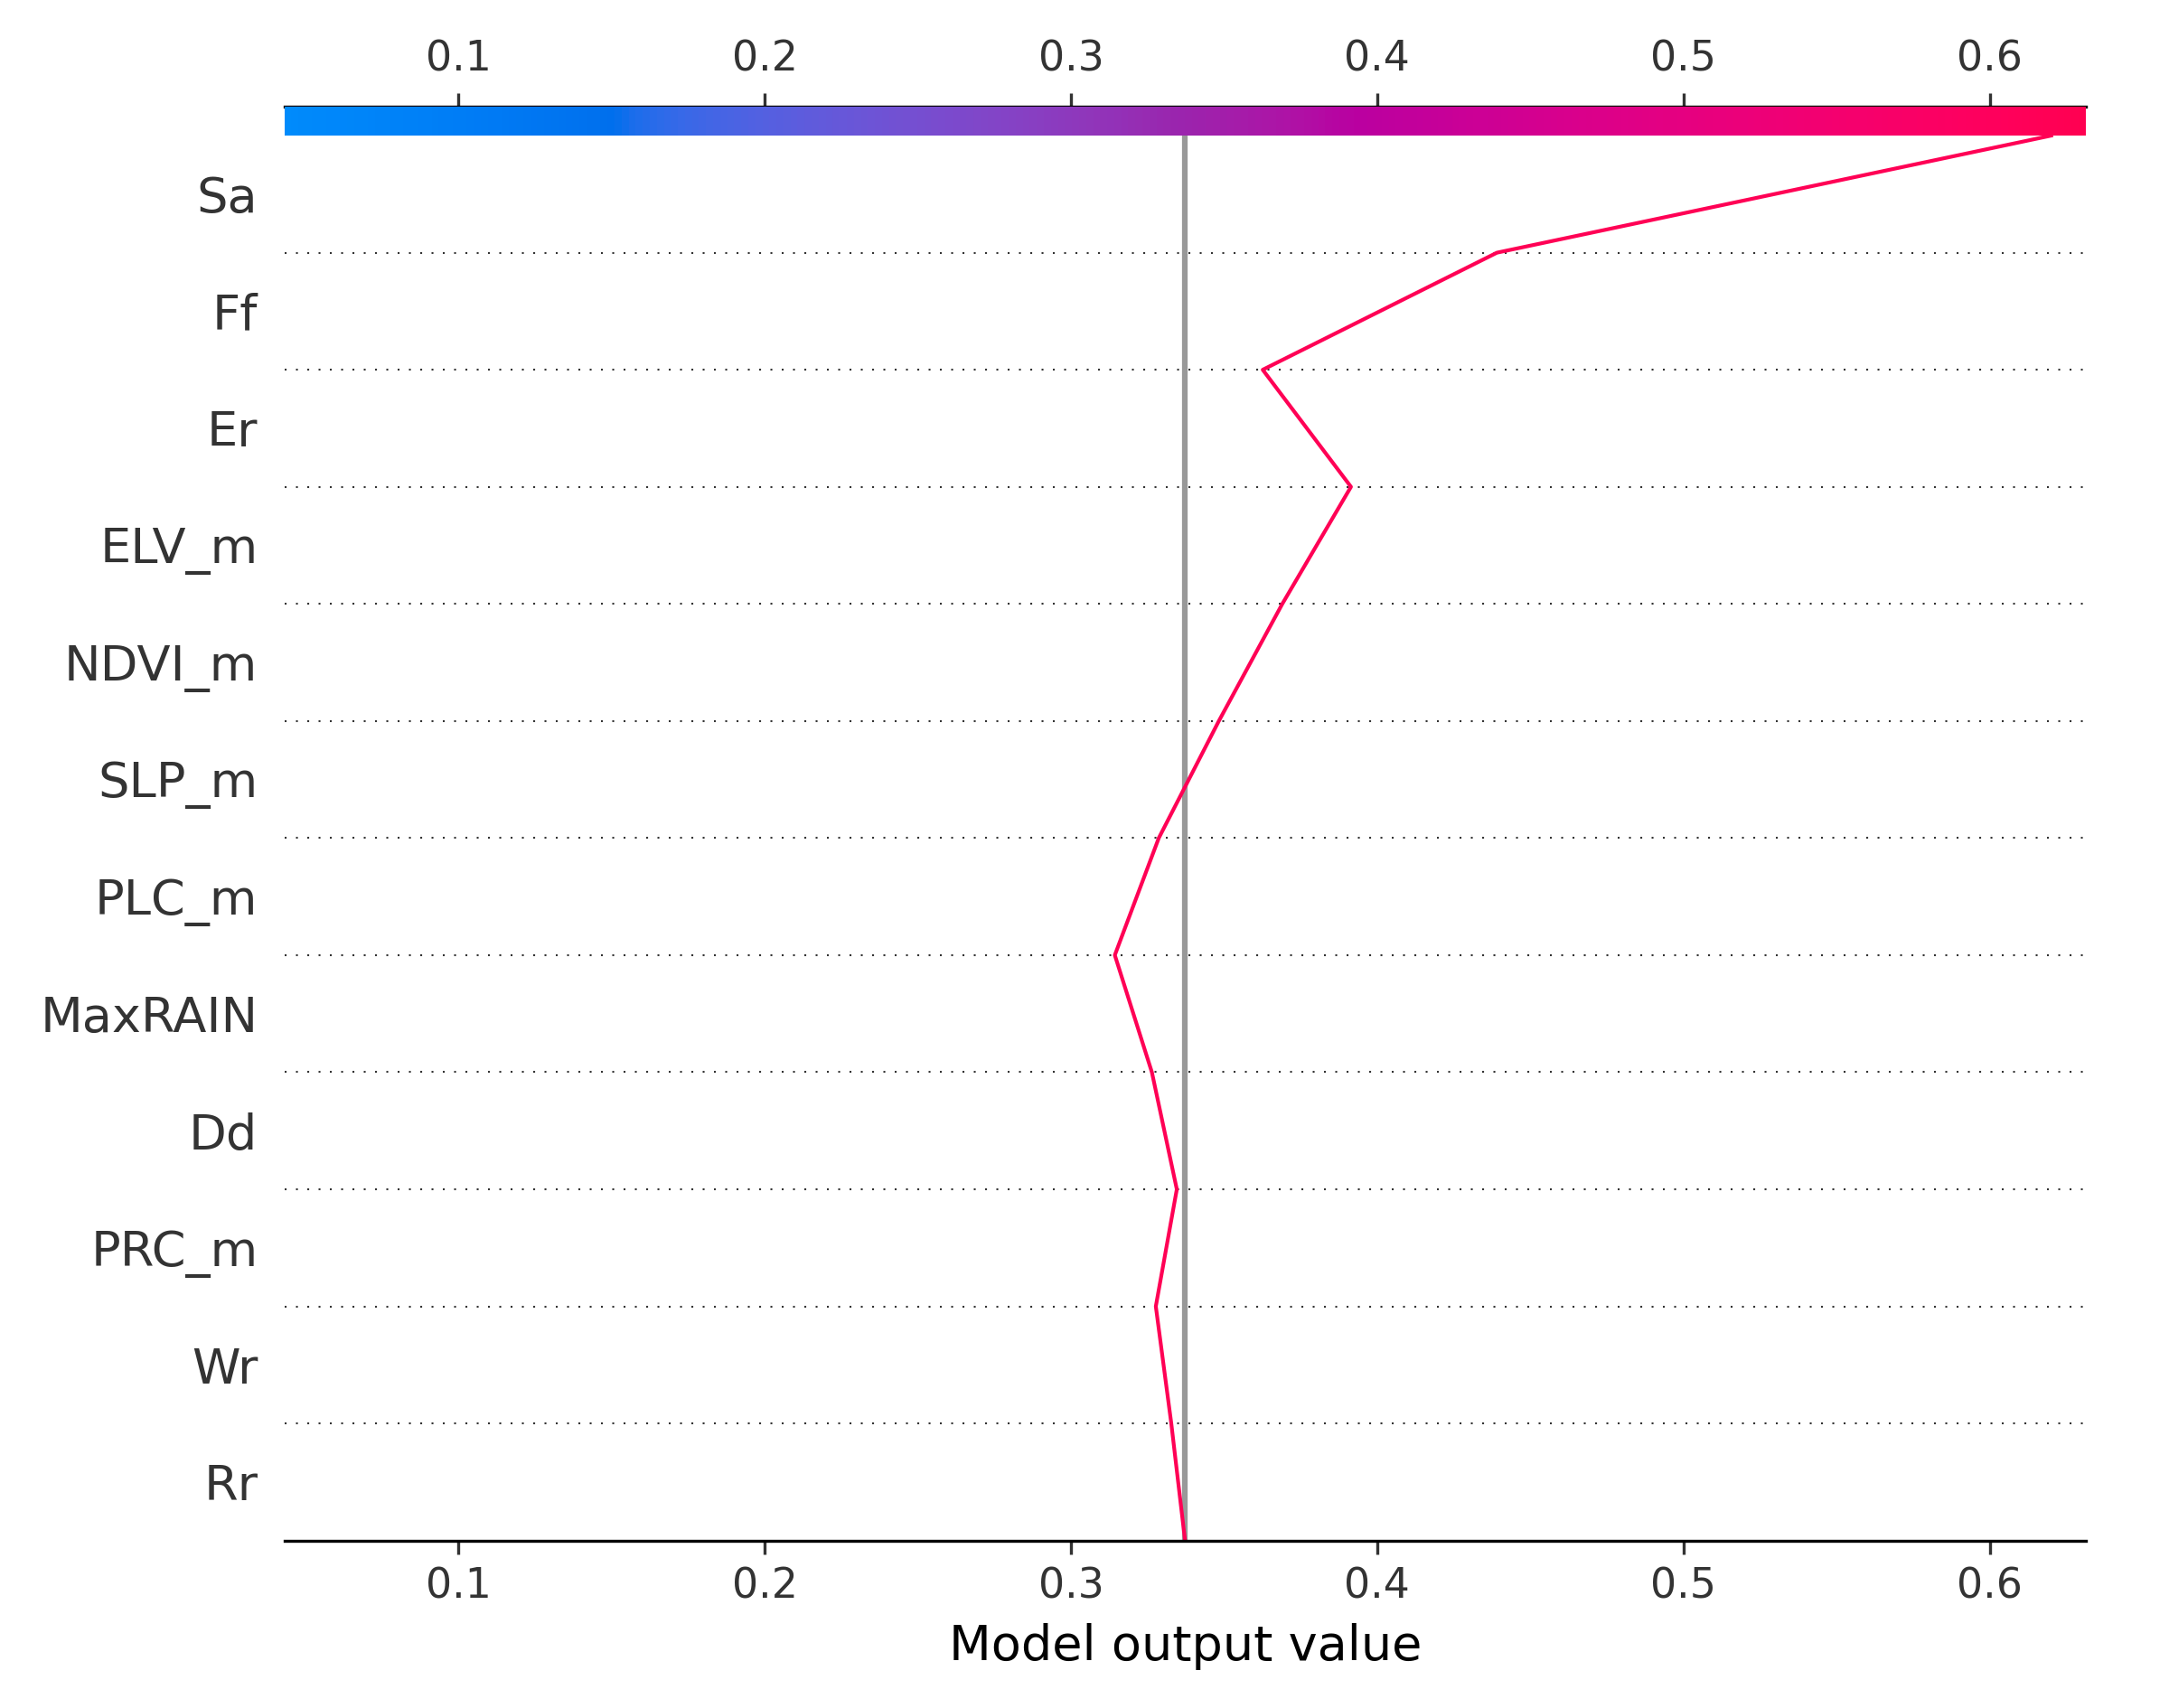 0.1 0.2 0.3 0.4 0.5 0.6
Sa
Ff
Er
ELV_m
NDVI_m
SLP_m
PLC_m
MaxRAIN
Dd
PRC_m
Wr
Rr
0.1 0.2 0.3 0.4 0.5 0.6
Model output value